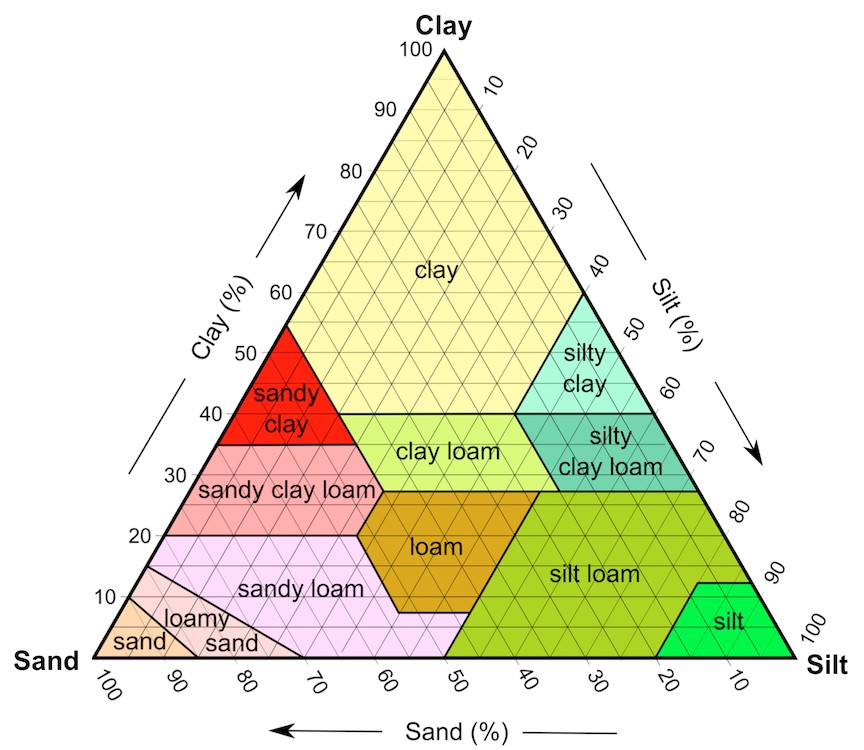 Clay
100
10
90
20
80
30
70
clay
40
60
Clay (%)
Silt (%)
50
50
silty
clay
60
sandy
clay
40
silty
clay loam
clay loam
70
30
sandy clay loam
80
20
loam
silt loam
90
sandy loam
10
loamy
sand
sand
silt
100
Sand
Silt
100
90
80
70
60
50
40
30
20
10
Sand (%)